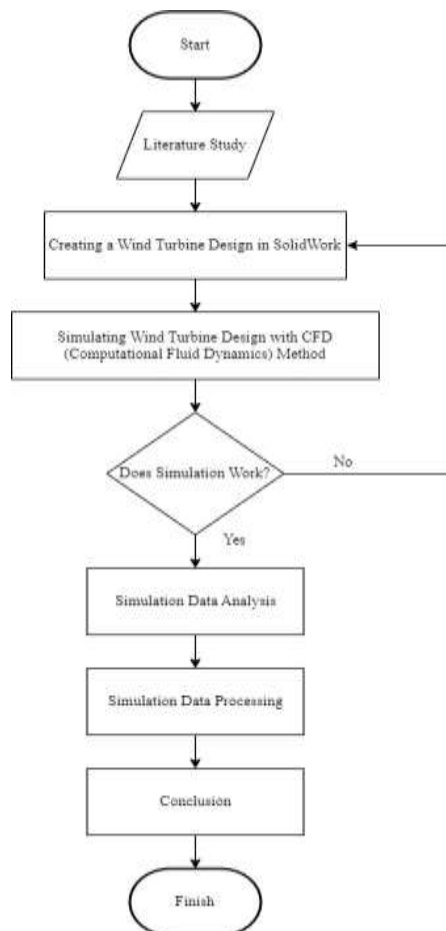 Start
Literature Study
Creating a Wind Turbine Design in SolidWork
Simulating Wind Turbine Design with CFD
(Computational Fluid Dynamics) Method
Does Simulation Work?
No
Yes
Simulation Data Analysis
Simulation Data Processing
Conclusion
Finish